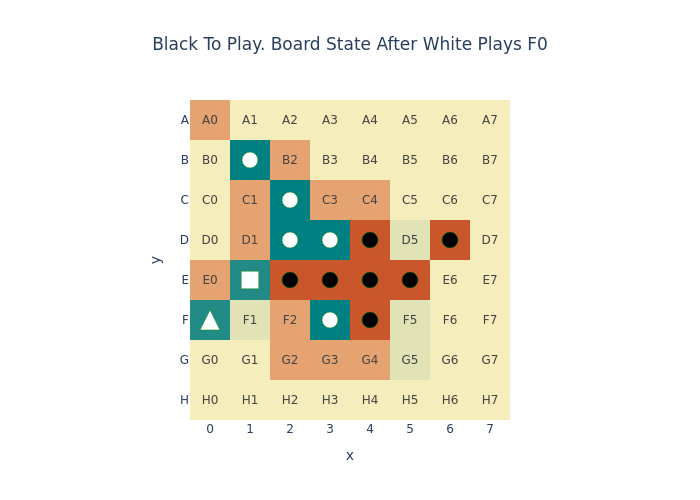 Black To Play. Board State After White Plays F0
A A0 A1 A2 A3 A4 A5 A6 A7
B B0 B2 B3 B4 B5 B6 B7
C C0 C1 C3 C4 C5 C6 C7
D D0 D1 D5 D7
E E0 E6 E7
F F1 F2 F5 F6 F7
G G0 G1 G2 G3 G4 G5 G6 G7
H H0 H1 H2 H3 H4 H5 H6 H7
0 1 2 3 4 5 6 7
x
y